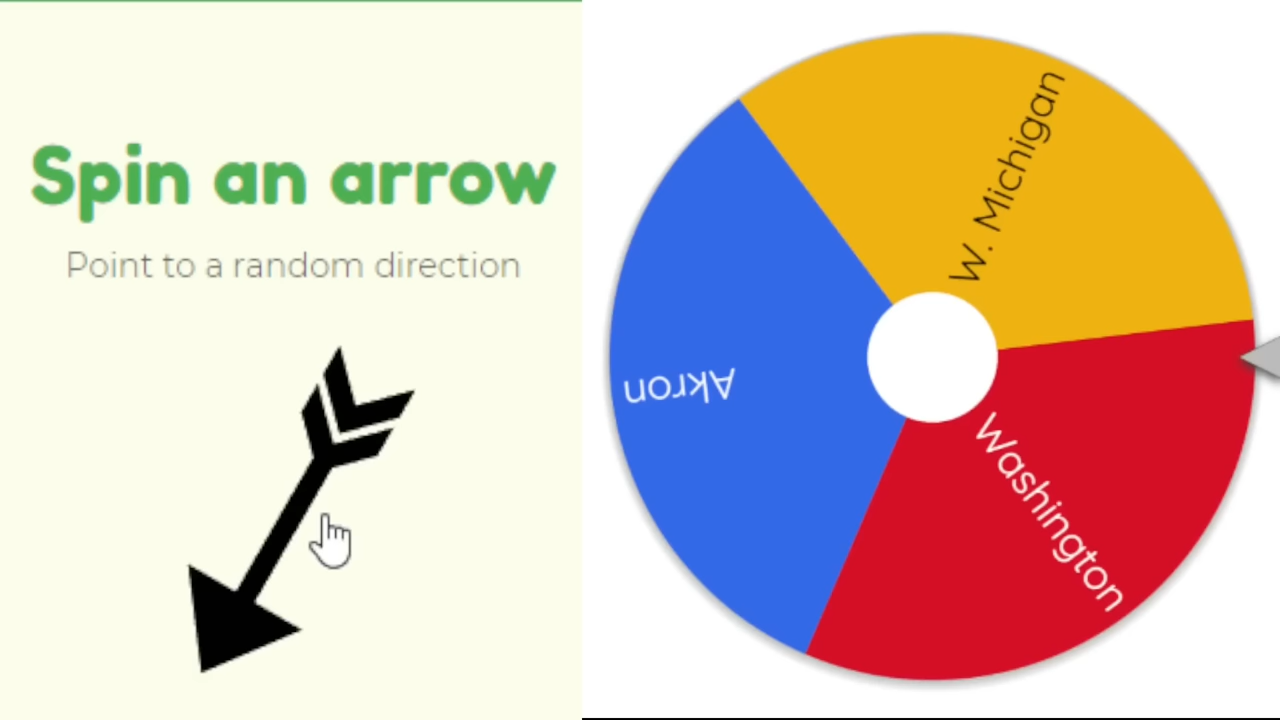 Spin an arrow
Point to a random direction
W. Michigan
Akron
Washington